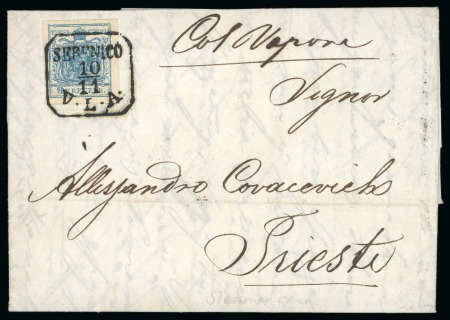 SEBENICO
10
11
D. L. A.
Col Vapore
Signor
Allessandro Covacevich
Trieste